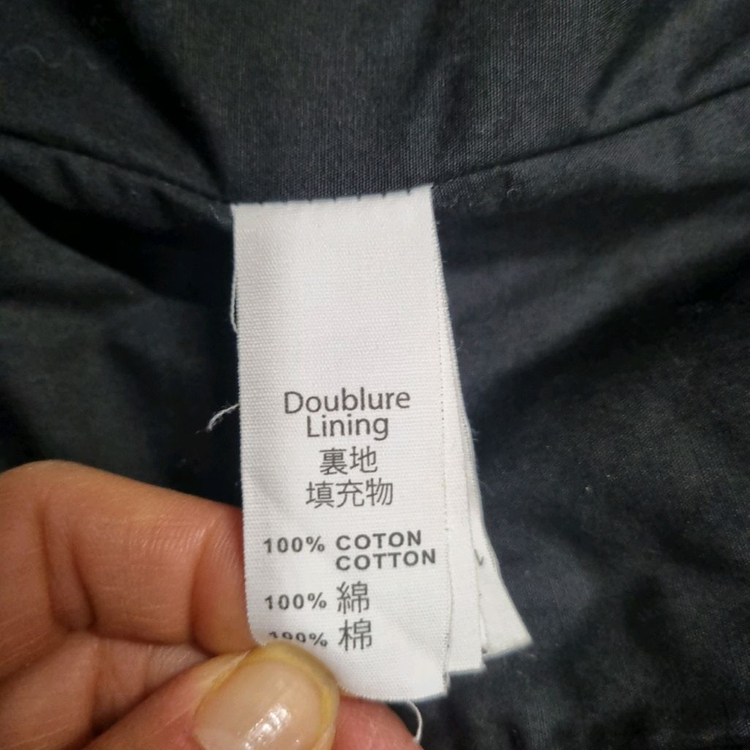 Doublure
Lining
裏地
填充物
100% COTON
COTTON
100% 綿
100% 棉